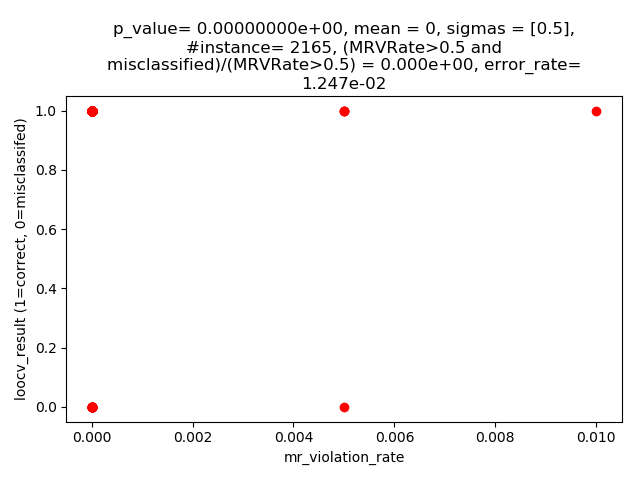 p_value= 0.00000000e+00, mean = 0, sigmas = [0.5],
#instance= 2165, (MRVRate>0.5 and
misclassified)/(MRVRate>0.5) = 0.000e+00, error_rate=
1.247e-02
1.0
0.8
0.6
0.4
0.2
0.0
loocv_result (1=correct, 0=misclassifed)
0.000
0.002
0.004
0.006
0.008
0.010
mr_violation_rate